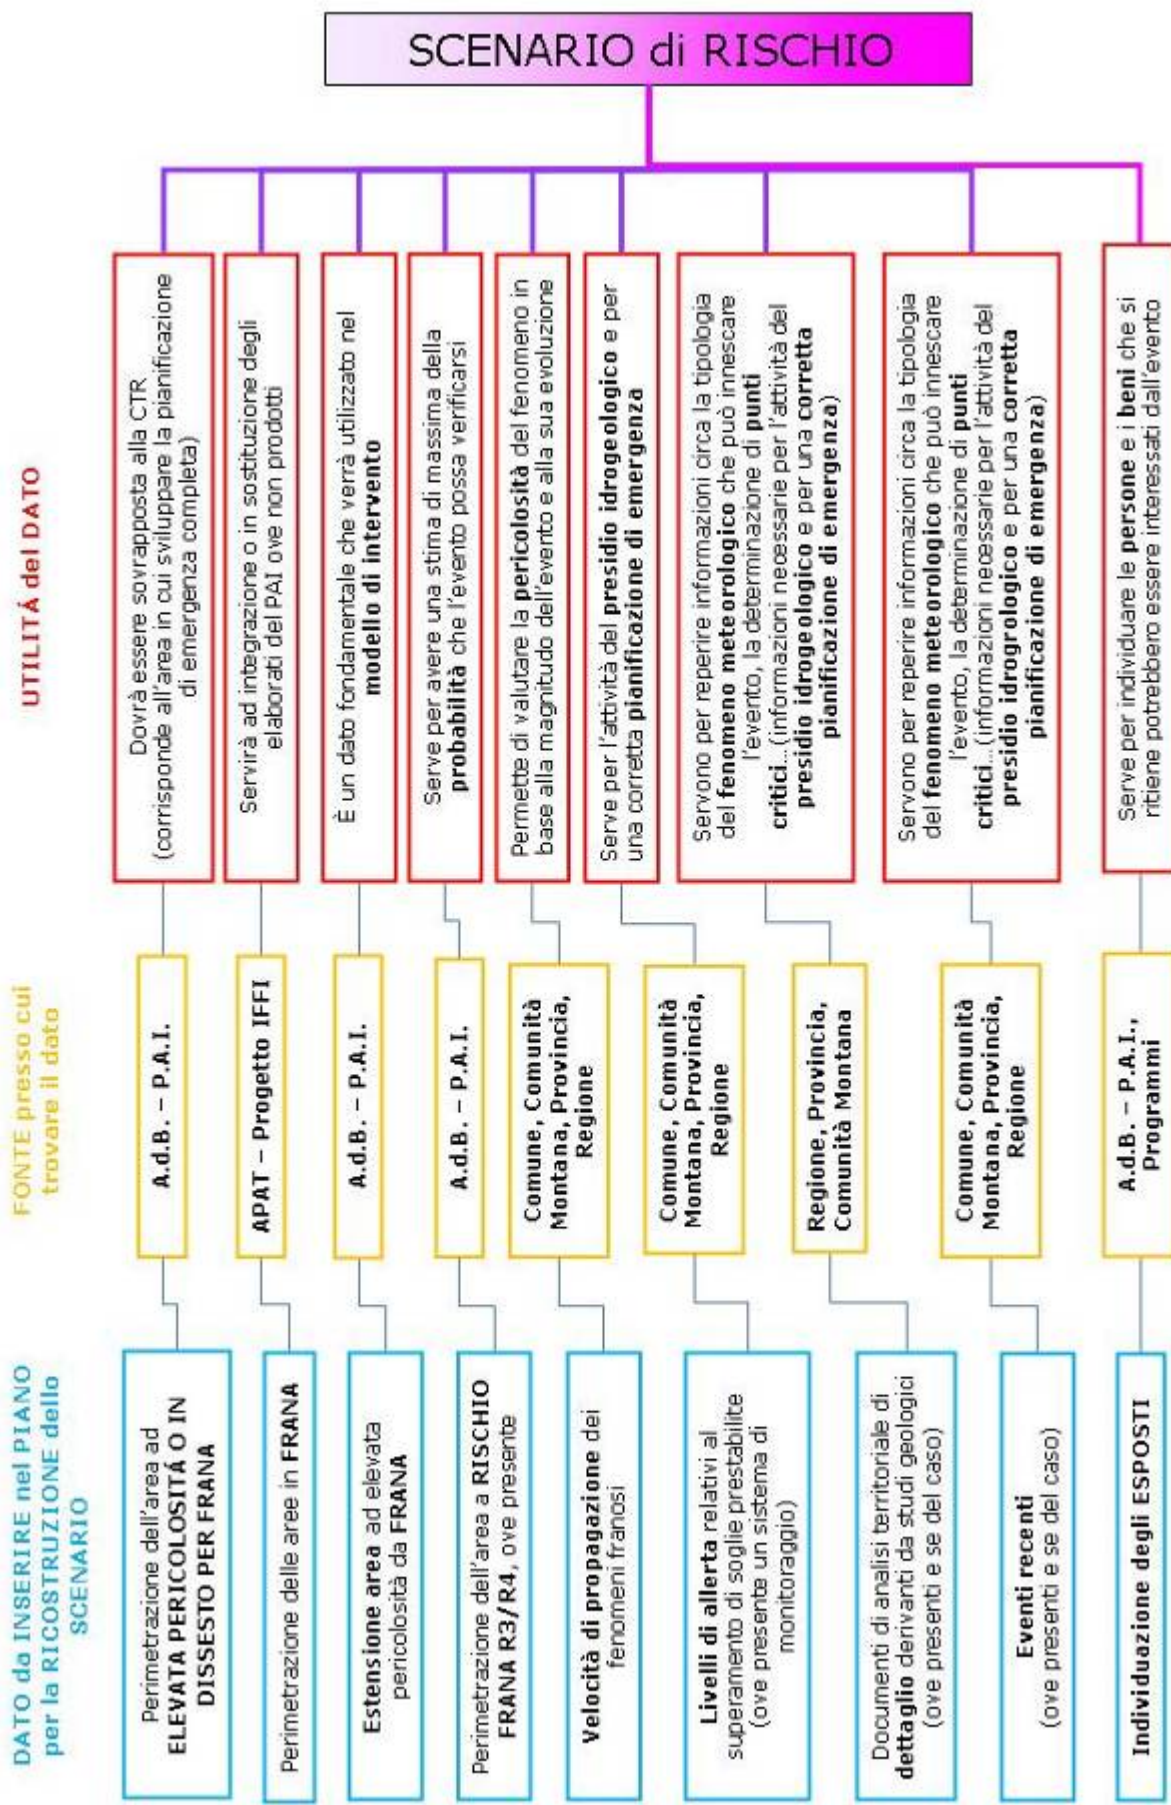 DATO da INSERIRE nel PIANO
per la RICOSTRUZIONE dello
SCENARIO
FONTE presso cui
trovare il dato
UTILITÁ del DATO
Perimetrazione dell'area ad
ELEVATA PERICOLOSITÁ O IN
DISSESTO PER FRANA
A.d.B. – P.A.I.
Dovrà essere sovrapposta alla CTR
(corrisponde all'area in cui sviluppare la pianificazione
di emergenza completa)
Perimetrazione delle aree in FRANA
APAT – Progetto IFFI
Servirà ad integrazione o in sostituzione degli
elaborati del PAI ove non prodotti
Estensione area ad elevata
pericolosità da FRANA
A.d.B. – P.A.I.
È un dato fondamentale che verrà utilizzato nel
modello di intervento
Perimetrazione dell'area a RISCHIO
FRANA R3/R4, ove presente
A.d.B. – P.A.I.
Serve per avere una stima di massima della
probabilità che l'evento possa verificarsi
Velocità di propagazione dei
fenomeni franosi
Comune, Comunità
Montana, Provincia,
Regione
Permette di valutare la pericolosità del fenomeno in
base alla magnitudo dell'evento e alla sua evoluzione
Livelli di allerta relativi al
superamento di soglie prestabilite
(ove presente un sistema di
monitoraggio)
Comune, Comunità
Montana, Provincia,
Regione
Serve per l'attività del presidio idrogeologico e per
una corretta pianificazione di emergenza
Documenti di analisi territoriale di
dettaglio derivanti da studi geologici
(ove presenti e se del caso)
Regione, Provincia,
Comunità Montana
Servono per reperire informazioni circa la tipologia
del fenomeno meteorologico che può innescare
l'evento, la determinazione di punti
critici...(informazioni necessarie per l'attività del
presidio idrogeologico e per una corretta
pianificazione di emergenza)
Eventi recenti
(ove presenti e se del caso)
Comune, Comunità
Montana, Provincia,
Regione
Servono per reperire informazioni circa la tipologia
del fenomeno meteorologico che può innescare
l'evento, la determinazione di punti
critici...(informazioni necessarie per l'attività del
presidio idrogrologico e per una corretta
pianificazione di emergenza)
Individuazione degli ESPOSTI
A.d.B. – P.A.I.,
Programmi
Serve per individuare le persone e i beni che si
ritiene potrebbero essere interessati dall'evento
SCENARIO di RISCHIO